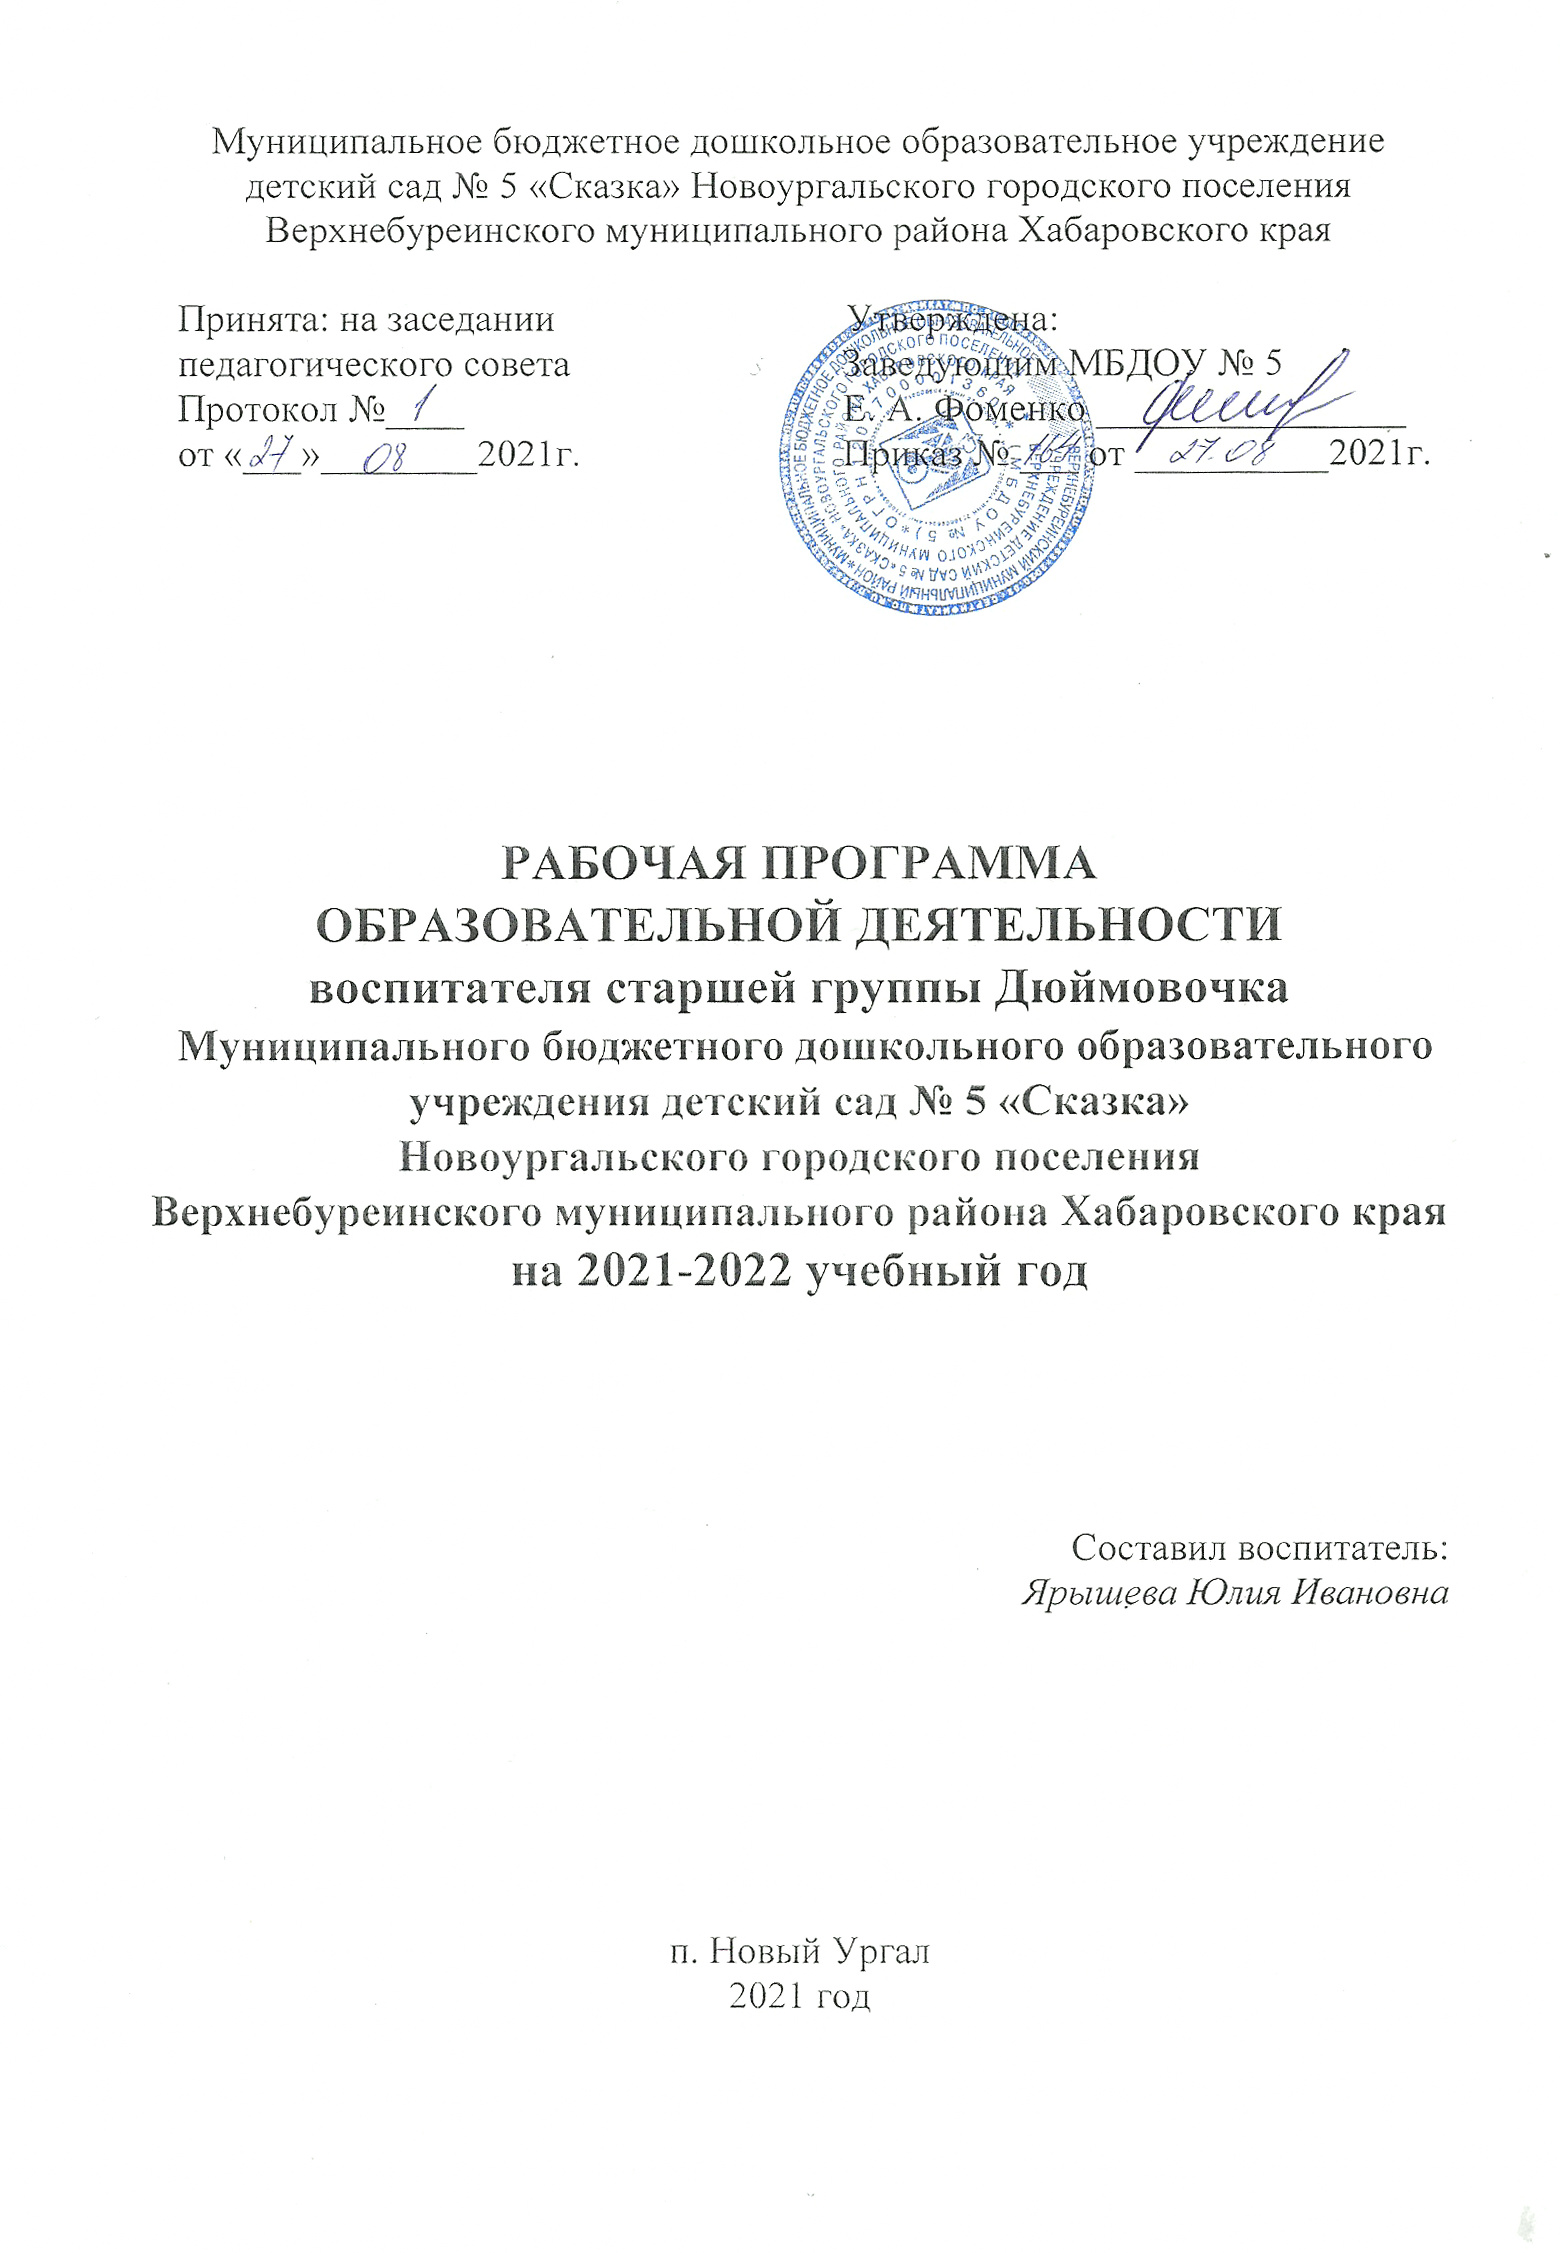 Муниципальное бюджетное дошкольное образовательное учреждение
детский сад № 5 «Сказка» Новоургальского городского поселения
Верхнебуреинского муниципального района Хабаровского края
Принята: на заседании
педагогического совета
Протокол № 1
от «27» 08 2021г.
Утверждена:
Заведующим МБДОУ № 5
Е. А. Фоменко
Приказ № 164 от 27.08 2021г.
РАБОЧАЯ ПРОГРАММА
ОБРАЗОВАТЕЛЬНОЙ ДЕЯТЕЛЬНОСТИ
воспитателя старшей группы Дюймовочка
Муниципального бюджетного дошкольного образовательного
учреждения детский сад № 5 «Сказка»
Новоургальского городского поселения
Верхнебуреинского муниципального района Хабаровского края
на 2021-2022 учебный год
Составил воспитатель:
Ярышева Юлия Ивановна
п. Новый Ургал
2021 год